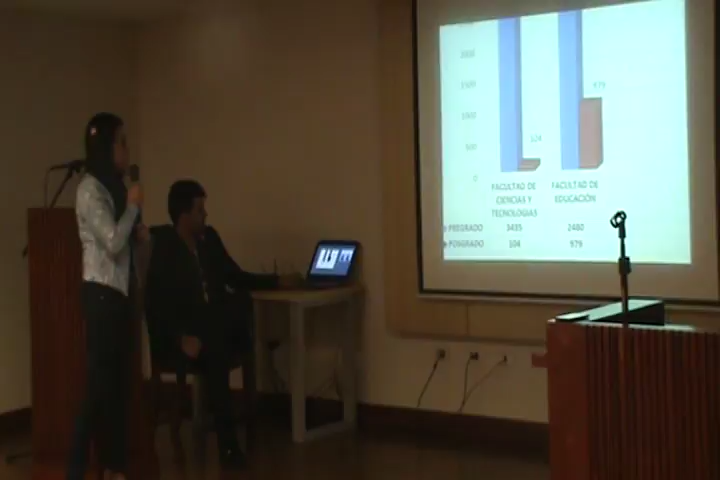 2000
1500
1000
500
0
979
FACULTAD DE CIENCIAS Y TECNOLOGIAS
FACULTAD DE EDUCACIÓN
PREGRADO 3435 2480
POSGRADO 104 979